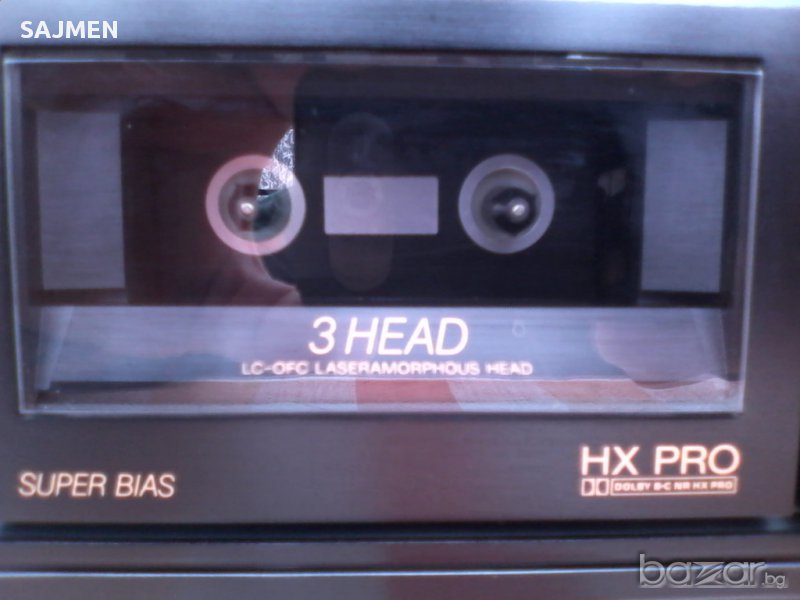 SAJMEN
3 HEAD
LC-OFC LASERAMORPHOUS HEAD
HX PRO
SUPER BIAS
DOLBY B-C NR HX PRO
bazar.bg